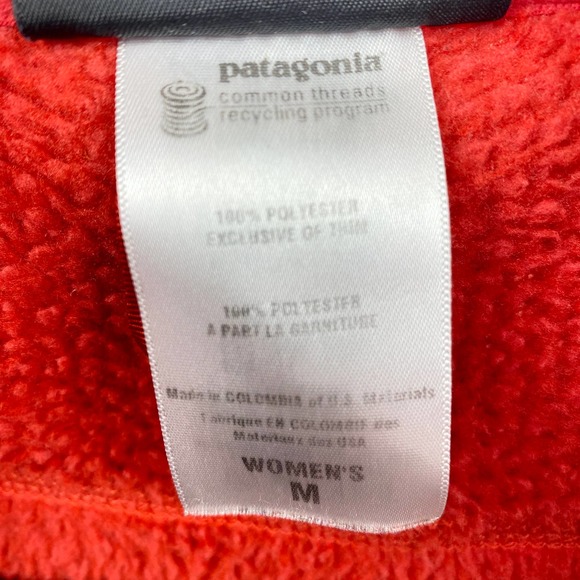 patagonia®
common threads
recycling program
100% POLYESTER
EXCLUSIVE OF TRIM
100% POLYESTER
A PART LA GARNITURE
Made in COLOMBIA of U.S. Materials
Fabrique EN COLOMBIE des
Materiaux des USA
WOMEN'S
M